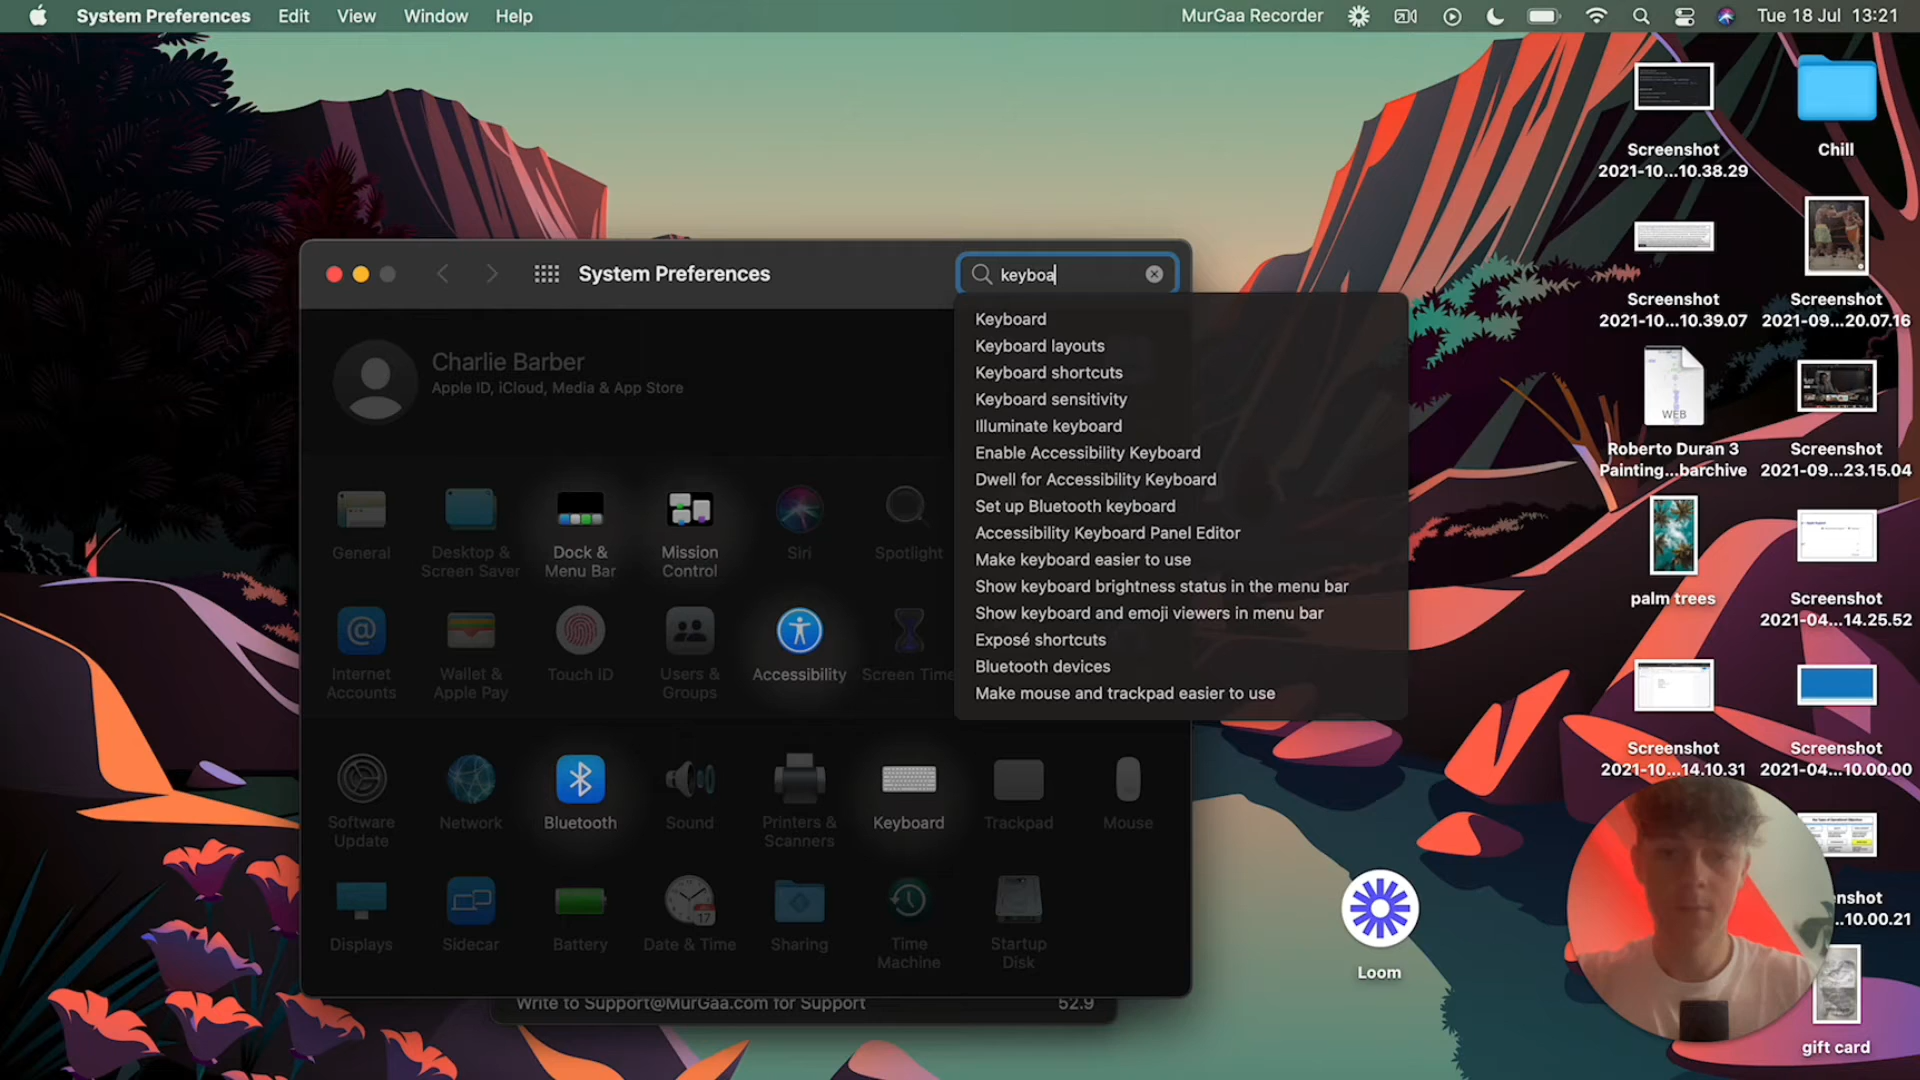 System Preferences Edit View Window Help
MurGaa Recorder
Tue 18 Jul 13:21
Screenshot
2021-10...10.38.29
Chill
Screenshot
2021-10...10.39.07
Screenshot
2021-09...20.07.16
WEB
Roberto Duran 3
Painting...barchive
Screenshot
2021-09...23.15.04
palm trees
Screenshot
2021-04...14.25.52
Screenshot
2021-10...14.10.31
Screenshot
2021-04...10.00.00
nshot
..10.00.21
gift card
Loom
System Preferences
keyboa
Keyboard
Keyboard layouts
Keyboard shortcuts
Keyboard sensitivity
Illuminate keyboard
Enable Accessibility Keyboard
Dwell for Accessibility Keyboard
Set up Bluetooth keyboard
Accessibility Keyboard Panel Editor
Make keyboard easier to use
Show keyboard brightness status in the menu bar
Show keyboard and emoji viewers in menu bar
Exposé shortcuts
Bluetooth devices
Make mouse and trackpad easier to use
Charlie Barber
Apple ID, iCloud, Media & App Store
General
Desktop &
Screen Saver
Dock &
Menu Bar
Mission
Control
Siri
Spotlight
Internet
Accounts
Wallet &
Apple Pay
Touch ID
Users &
Groups
Accessibility
Screen Time
Software
Update
Network
Bluetooth
Sound
Printers &
Scanners
Keyboard
Trackpad
Mouse
Displays
Sidecar
Battery
17
Date & Time
Sharing
Time
Machine
Startup
Disk
Write to Support@MurGaa.com for Support
52.9